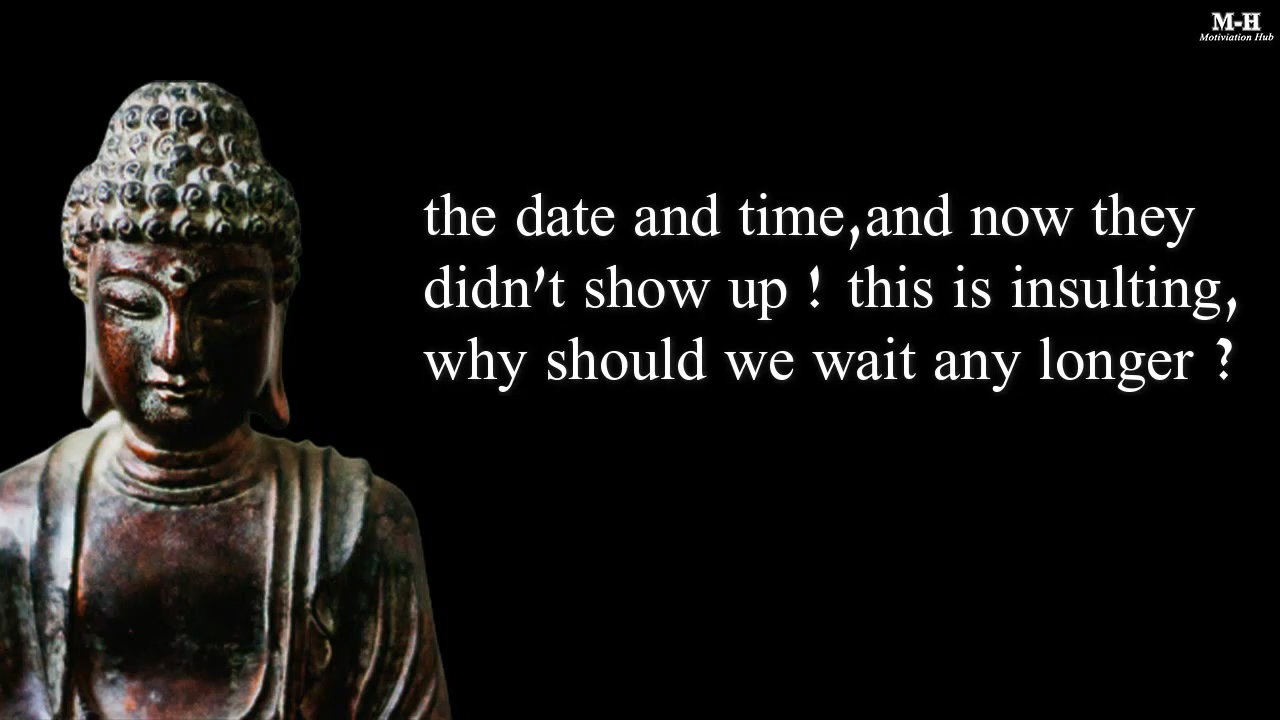 M-H
Motiviation Hub
the date and time,and now they
didn't show up ! this is insulting,
why should we wait any longer ?